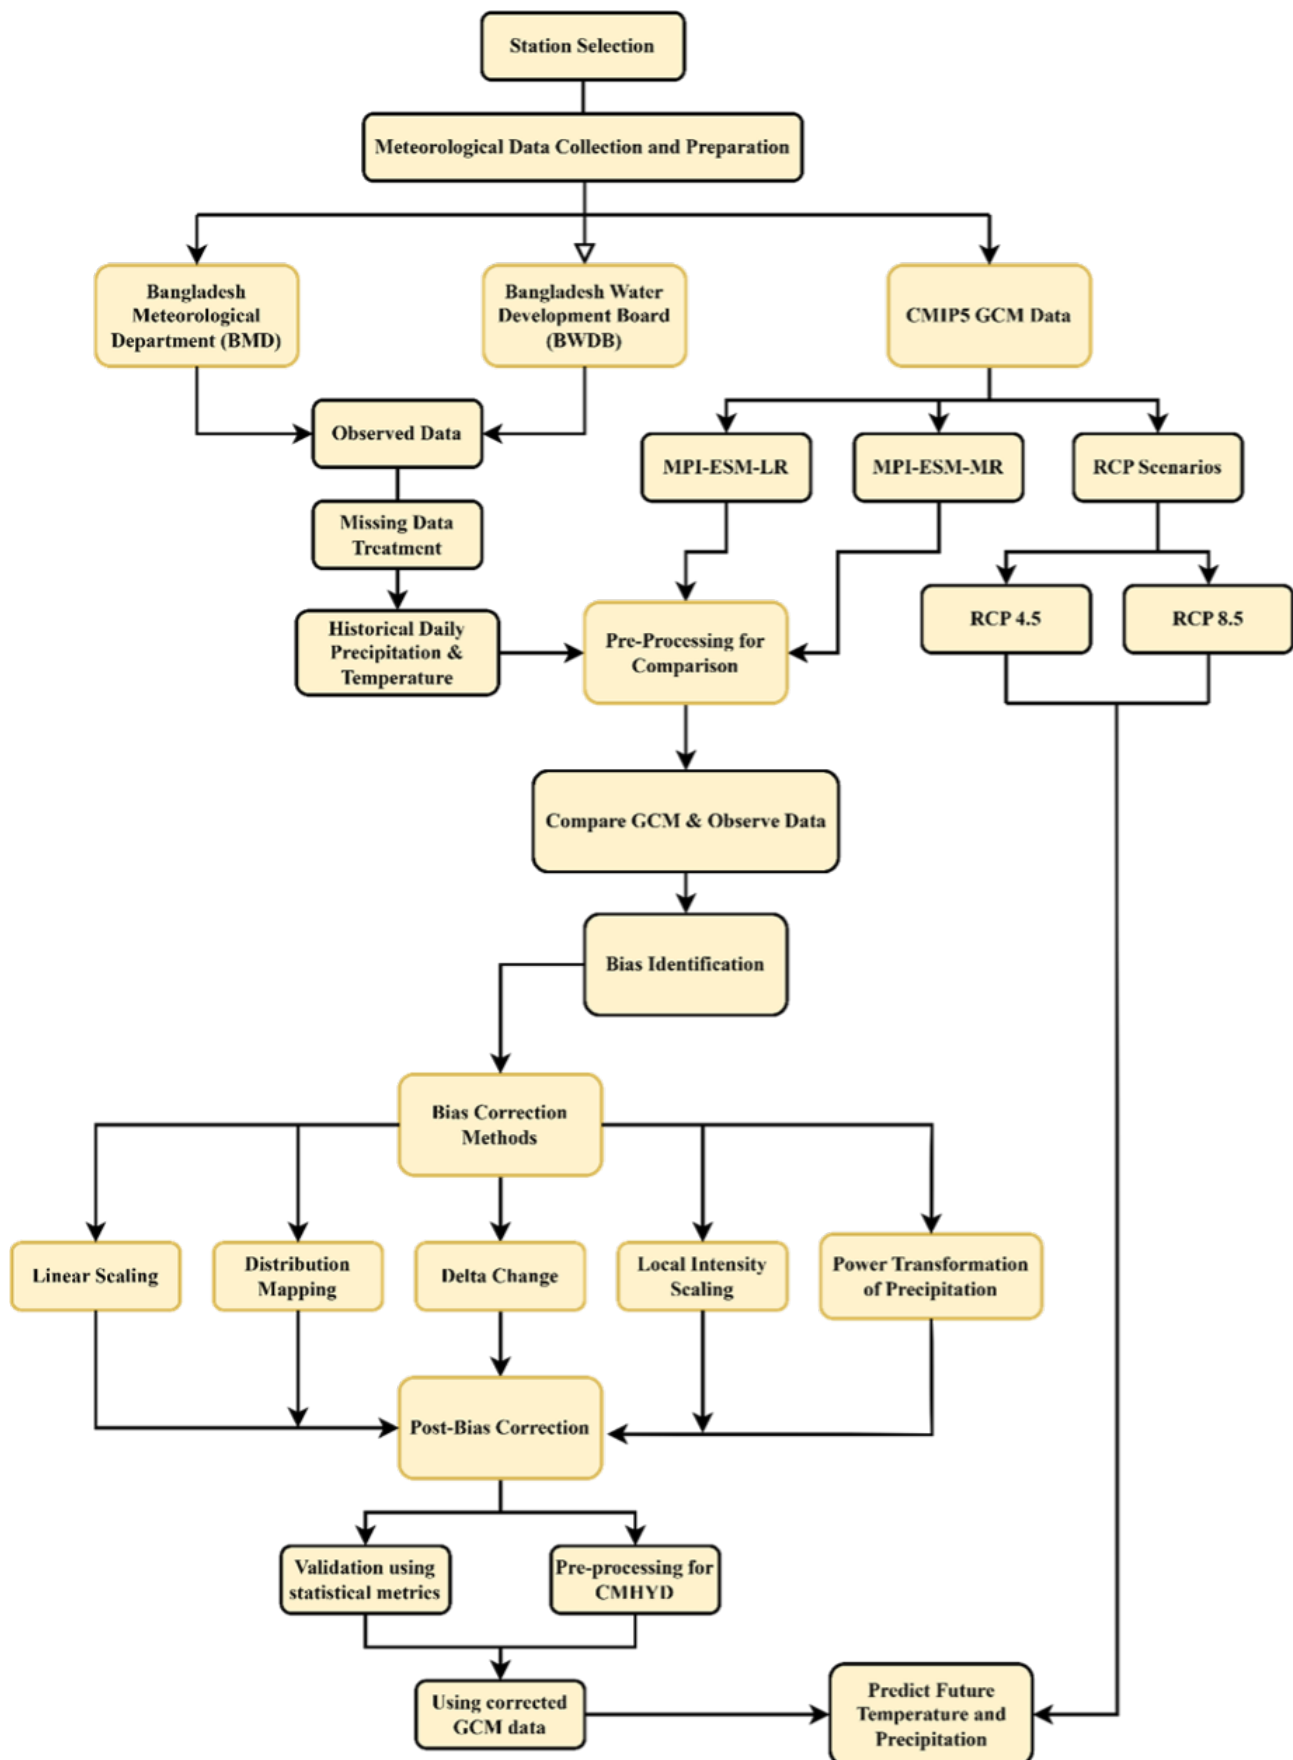 Station Selection
Meteorological Data Collection and Preparation
Bangladesh
Meteorological
Department (BMD)
Bangladesh Water
Development Board
(BWDB)
CMIP5 GCM Data
Observed Data
MPI-ESM-LR
MPI-ESM-MR
RCP Scenarios
Missing Data
Treatment
RCP 4.5
RCP 8.5
Historical Daily
Precipitation &
Temperature
Pre-Processing for
Comparison
Compare GCM & Observe Data
Bias Identification
Bias Correction
Methods
Linear Scaling
Distribution
Mapping
Delta Change
Local Intensity
Scaling
Power Transformation
of Precipitation
Post-Bias Correction
Validation using
statistical metrics
Pre-processing for
CMHYD
Using corrected
GCM data
Predict Future
Temperature and
Precipitation